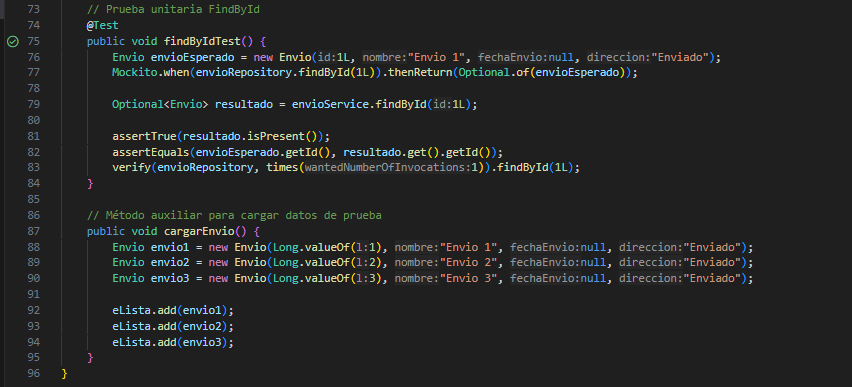 73 // Prueba unitaria FindById
74 @Test
75 public void findByIdTest() {
76 Envio envioEsperado = new Envio(id:1L, nombre:"Envio 1", fechaEnvio:null, direccion:"Enviado");
77 Mockito.when(envioRepository.findById(1L)).thenReturn(Optional.of(envioEsperado));
78
79 Optional<Envio> resultado = envioService.findById(id:1L);
80
81 assertTrue(resultado.isPresent());
82 assertEquals(envioEsperado.getId(), resultado.get().getId());
83 verify(envioRepository, times(wantedNumberOfInvocations:1)).findById(1L);
84 }
85
86 // Método auxiliar para cargar datos de prueba
87 public void cargarEnvio() {
88 Envio envio1 = new Envio(Long.valueOf(l:1), nombre:"Envio 1", fechaEnvio:null, direccion:"Enviado");
89 Envio envio2 = new Envio(Long.valueOf(l:2), nombre:"Envio 2", fechaEnvio:null, direccion:"Enviado");
90 Envio envio3 = new Envio(Long.valueOf(l:3), nombre:"Envio 3", fechaEnvio:null, direccion:"Enviado");
91
92 eLista.add(envio1);
93 eLista.add(envio2);
94 eLista.add(envio3);
95 }
96 }